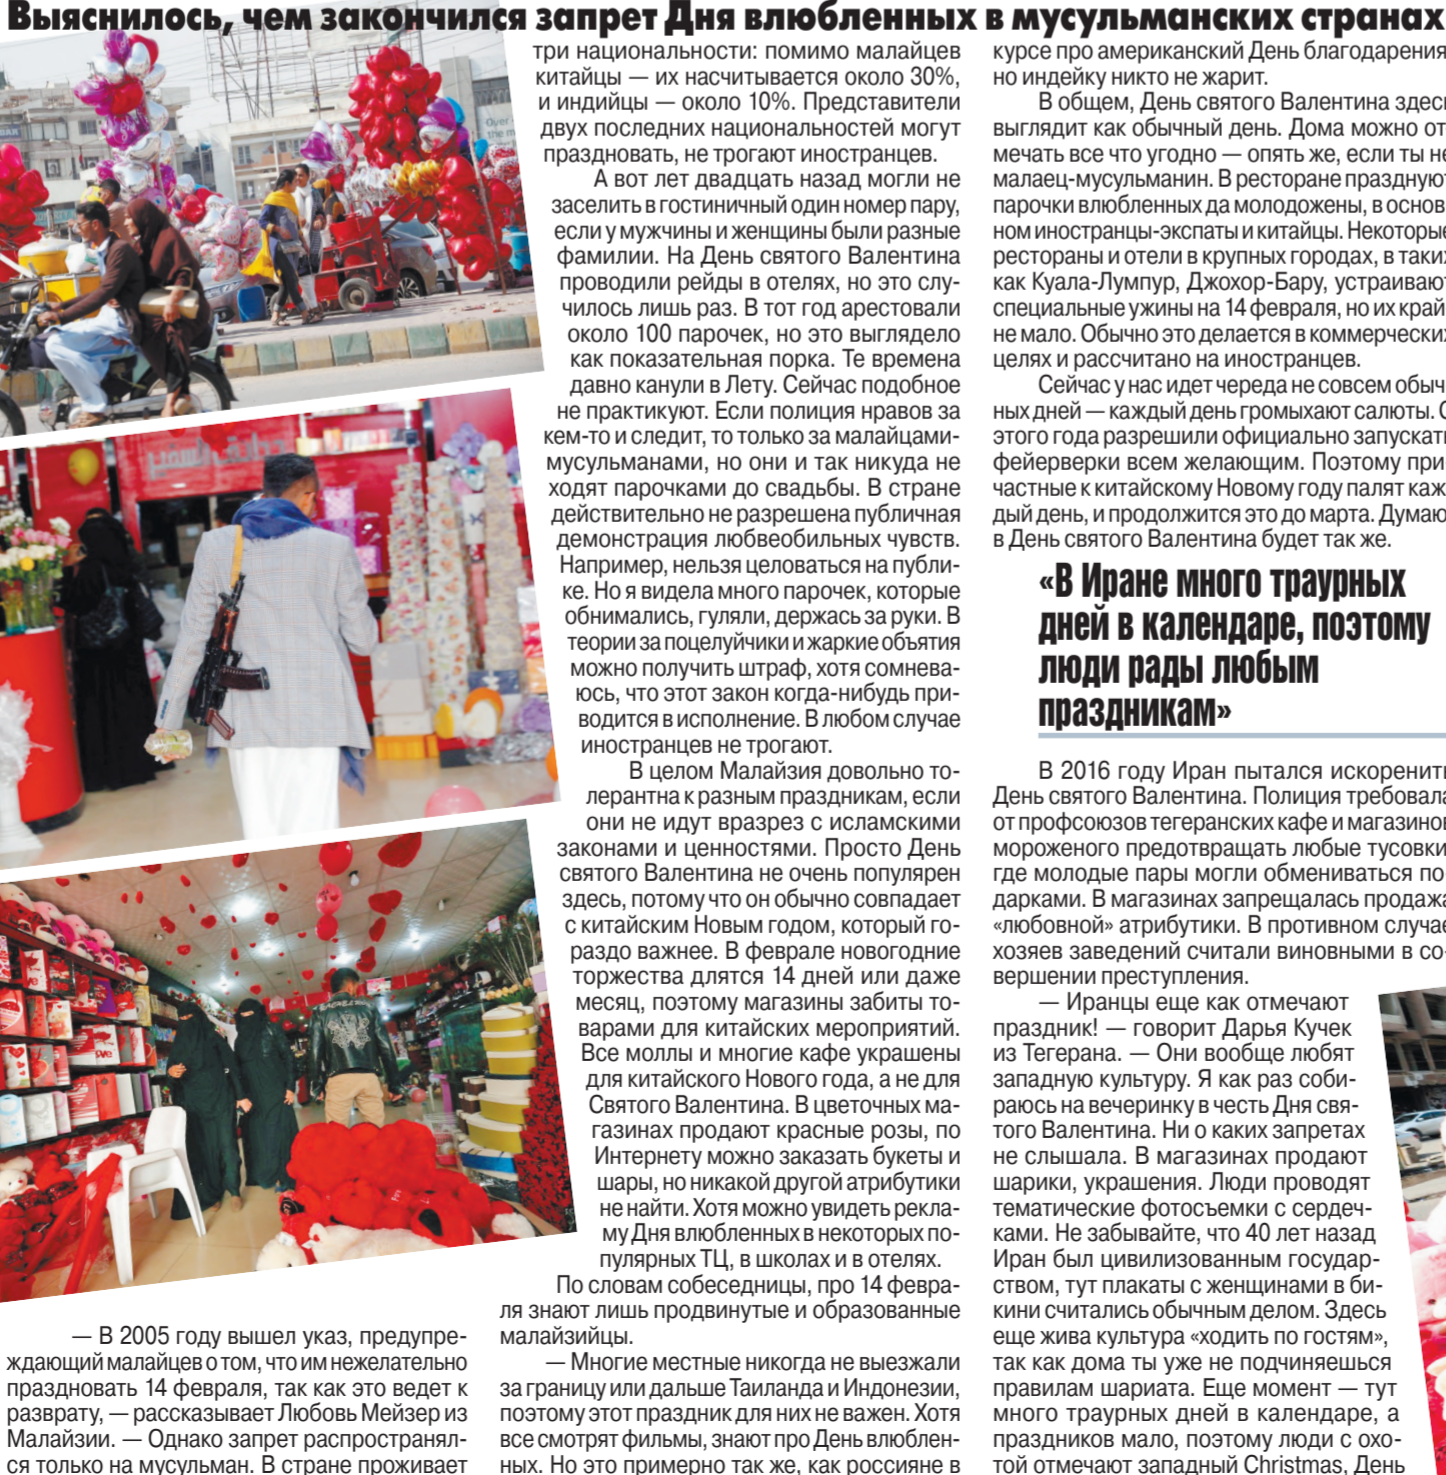 Выяснилось, чем закончился запрет Дня влюбленных в мусульманских странах
— В 2005 году вышел указ, предупре-
ждающий малайцев о том, что им нежелательно
праздновать 14 февраля, так как это ведет к
разврату, — рассказывает Любовь Мейзер из
Малайзии. — Однако запрет распространял-
ся только на мусульман. В стране проживает
три национальности: помимо малайцев
китайцы — их насчитывается около 30%,
и индийцы — около 10%. Представители
двух последних национальностей могут
праздновать, не трогают иностранцев.
А вот лет двадцать назад могли не
заселить в гостиничный один номер пару,
если у мужчины и женщины были разные
фамилии. На День святого Валентина
проводили рейды в отелях, но это слу-
чилось лишь раз. В тот год арестовали
около 100 парочек, но это выглядело
как показательная порка. Те времена
давно канули в Лету. Сейчас подобное
не практикуют. Если полиция нравов за
кем-то и следит, то только за малайцами-
мусульманами, но они и так никуда не
ходят парочками до свадьбы. В стране
действительно не разрешена публичная
демонстрация любвеобильных чувств.
Например, нельзя целоваться на публи-
ке. Но я видела много парочек, которые
обнимались, гуляли, держась за руки. В
теории за поцелуйчики и жаркие объятия
можно получить штраф, хотя сомнева-
юсь, что этот закон когда-нибудь при-
водится в исполнение. В любом случае
иностранцев не трогают.
В целом Малайзия довольно то-
лерантна к разным праздникам, если
они не идут вразрез с исламскими
законами и ценностями. Просто День
святого Валентина не очень популярен
здесь, потому что он обычно совпадает
с китайским Новым годом, который го-
раздо важнее. В феврале новогодние
торжества длятся 14 дней или даже
месяц, поэтому магазины забиты то-
варами для китайских мероприятий.
Все моллы и многие кафе украшены
для китайского Нового года, а не для
Святого Валентина. В цветочных ма-
газинах продают красные розы, по
Интернету можно заказать букеты и
шары, но никакой другой атрибутики
не найти. Хотя можно увидеть рекла-
му Дня влюбленных в некоторых по-
пулярных ТЦ, в школах и в отелях.
По словам собеседницы, про 14 февра-
ля знают лишь продвинутые и образованные
малайзийцы.
— Многие местные никогда не выезжали
за границу или дальше Таиланда и Индонезии,
поэтому этот праздник для них не важен. Хотя
все смотрят фильмы, знают про День влюблен-
ных. Но это примерно так же, как россияне в
курсе про американский День благодарения
но индейку никто не жарит.
В общем, День святого Валентина здесь
выглядит как обычный день. Дома можно от
мечать все что угодно — опять же, если ты не
малаец-мусульманин. В ресторане празднуют
парочки влюбленных да молодожены, в основ
ном иностранцы-экспаты и китайцы. Некоторые
рестораны и отели в крупных городах, в таких
как Куала-Лумпур, Джохор-Бару, устраивают
специальные ужины на 14 февраля, но их край
не мало. Обычно это делается в коммерческих
целях и рассчитано на иностранцев.
Сейчас у нас идет череда не совсем обыч
ных дней — каждый день громыхают салюты. С
этого года разрешили официально запускать
фейерверки всем желающим. Поэтому при
частные к китайскому Новому году палят каж
дый день, и продолжится это до марта. Думаю
в День святого Валентина будет так же.
«В Иране много траурных
дней в календаре, поэтому
люди рады любым
праздникам»
В 2016 году Иран пытался искоренить
День святого Валентина. Полиция требовала
от профсоюзов тегеранских кафе и магазинов
мороженого предотвращать любые тусовки
где молодые пары могли обмениваться по-
дарками. В магазинах запрещалась продажа
«любовной» атрибутики. В противном случае
хозяев заведений считали виновными в со-
вершении преступления.
— Иранцы еще как отмечают
праздник! — говорит Дарья Кучек
из Тегерана. — Они вообще любят
западную культуру. Я как раз соби-
раюсь на вечеринку в честь Дня свя-
того Валентина. Ни о каких запретах
не слышала. В магазинах продают
шарики, украшения. Люди проводят
тематические фотосъемки с сердеч-
ками. Не забывайте, что 40 лет назад
Иран был цивилизованным государ-
ством, тут плакаты с женщинами в би-
кини считались обычным делом. Здесь
еще жива культура «ходить по гостям»,
так как дома ты уже не подчиняешься
правилам шариата. Еще момент — тут
много траурных дней в календаре, а
праздников мало, поэтому люди с охо-
той отмечают западный Christmas, День